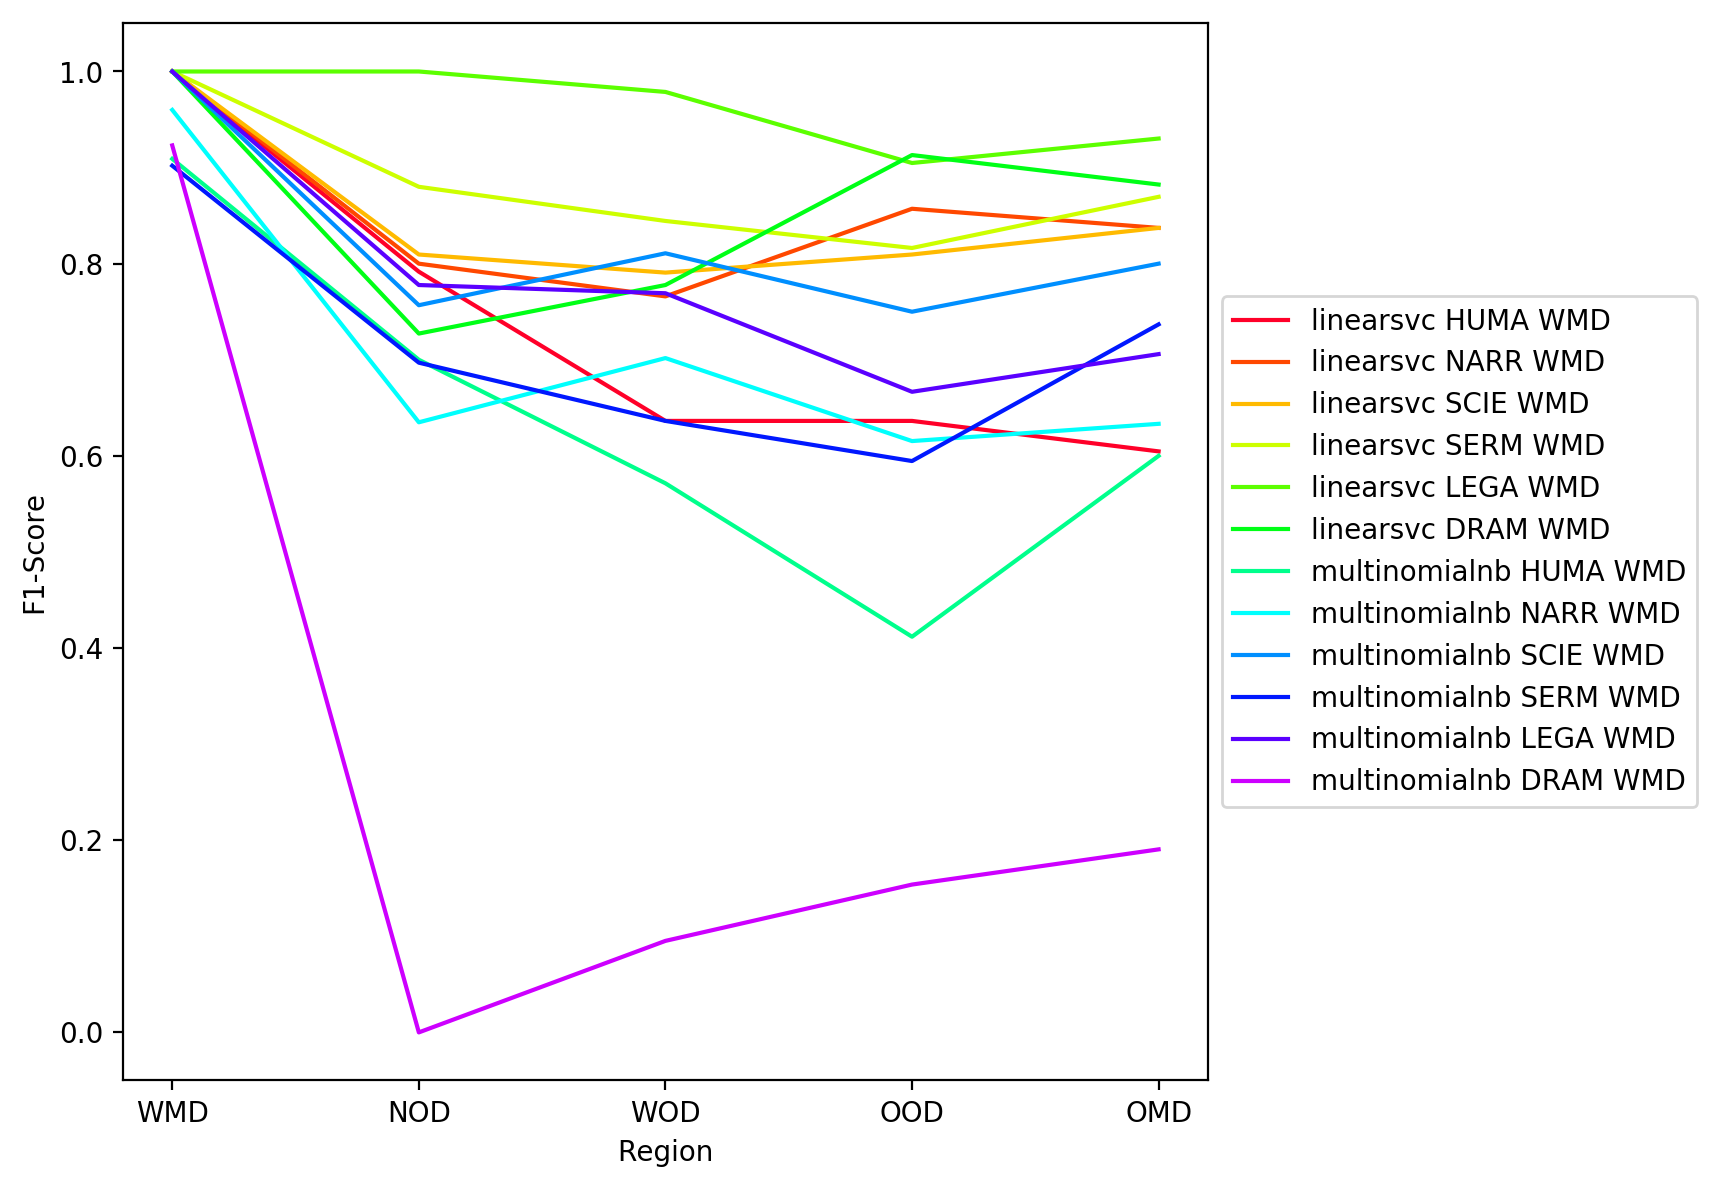 1.0
0.8
0.6
0.4
0.2
0.0
F1-Score
WMD NOD WOD OOD OMD
Region
linearsvc HUMA WMD
linearsvc NARR WMD
linearsvc SCIE WMD
linearsvc SERM WMD
linearsvc LEGA WMD
linearsvc DRAM WMD
multinomialnb HUMA WMD
multinomialnb NARR WMD
multinomialnb SCIE WMD
multinomialnb SERM WMD
multinomialnb LEGA WMD
multinomialnb DRAM WMD